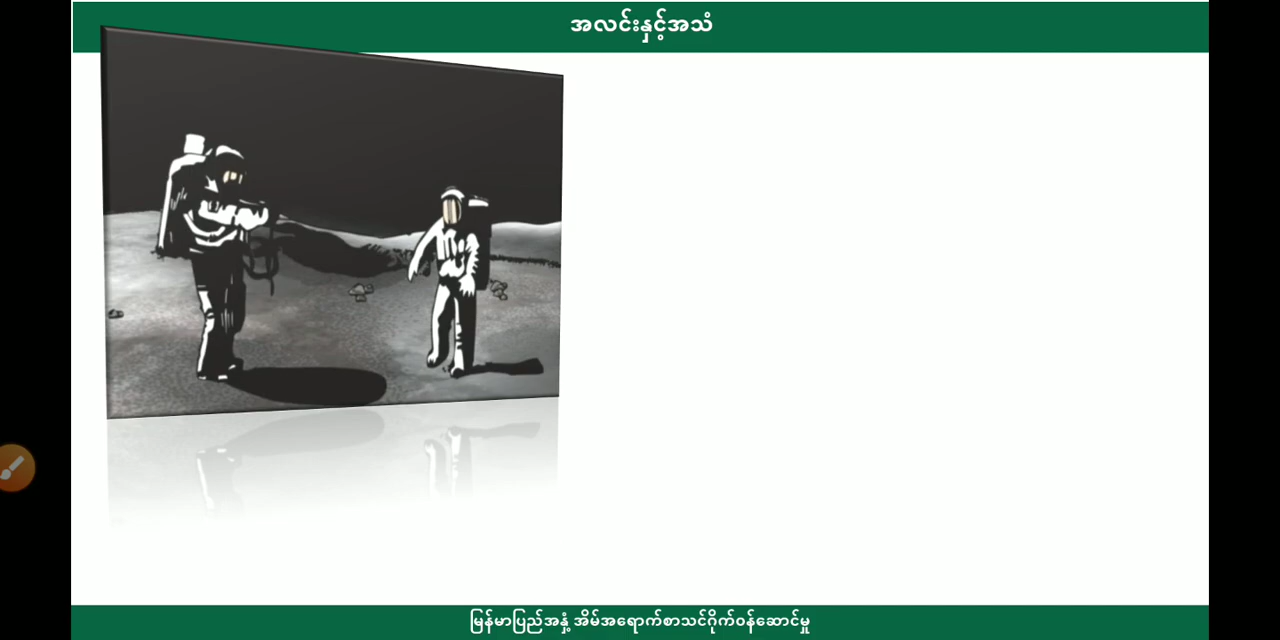 အလင်းနှင့်အသံ
မြန်မာပြည်အနှံ့ အိမ်အရောက်စာသင်ဂိုက်ဝန်ဆောင်မှု